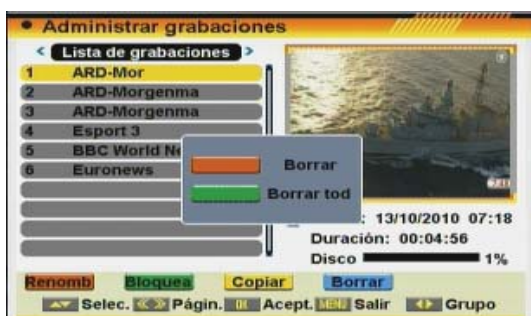 Administrar grabaciones
Lista de grabaciones
1 ARD-Mor
2 ARD-Morgenma
3 ARD-Morgenma
4 Esport 3
5 BBC World Ne
6 Euronews
Borrar
Borrar tod
: 13/10/2010 07:18
Duración: 00:04:56
Disco 1%
Renomb Bloquea Copiar Borrar
Selec. Págin. OK Acept. MENU Salir Grupo